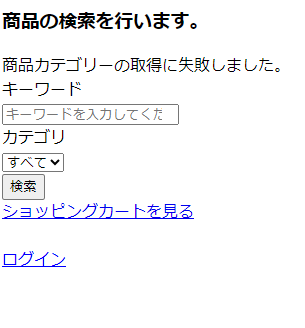 商品の検索を行います。
商品カテゴリーの取得に失敗しました。
キーワード
キーワードを入力してくだ
カテゴリ
すべて
検索
ショッピングカートを見る
ログイン